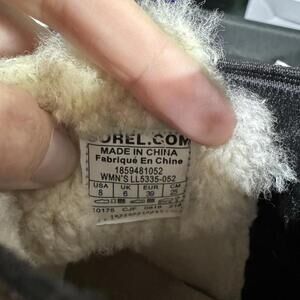 SOREL.COM
MADE IN CHINA
Fabriqué En Chine
1859481052
WMN'S LL5335-052
USA UK EUR CM
8 6 39 25